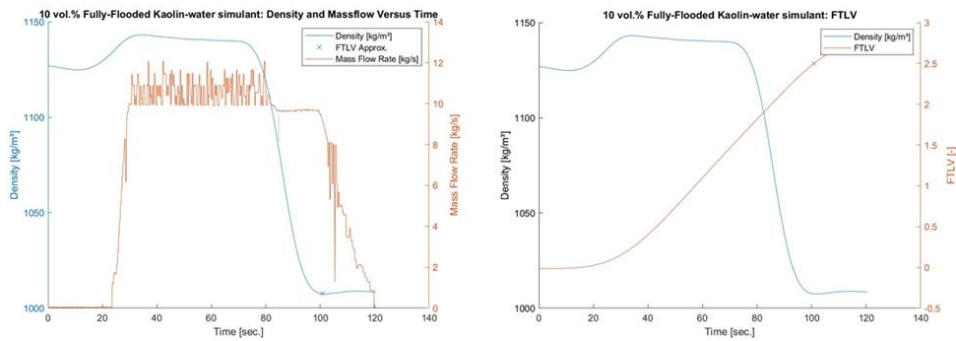 10 vol.% Fully-Flooded Kaolin-water simulant: Density and Massflow Versus Time
1150
1100
1050
1000
Density [kg/m³]
Density [kg/m³]
FTLV Approx.
Mass Flow Rate [kg/s]
14
12
10
8
6
4
2
0
Mass Flow Rate [kg/s]
0 20 40 60 80 100 120 140
Time [sec.]
10 vol.% Fully-Flooded Kaolin-water simulant: FTLV
1150
1100
1050
1000
Density [kg/m³]
Density [kg/m³]
FTLV
3
2.5
2
1.5
1
0.5
0
-0.5
FTLV [-]
0 20 40 60 80 100 120 140
Time [sec.]